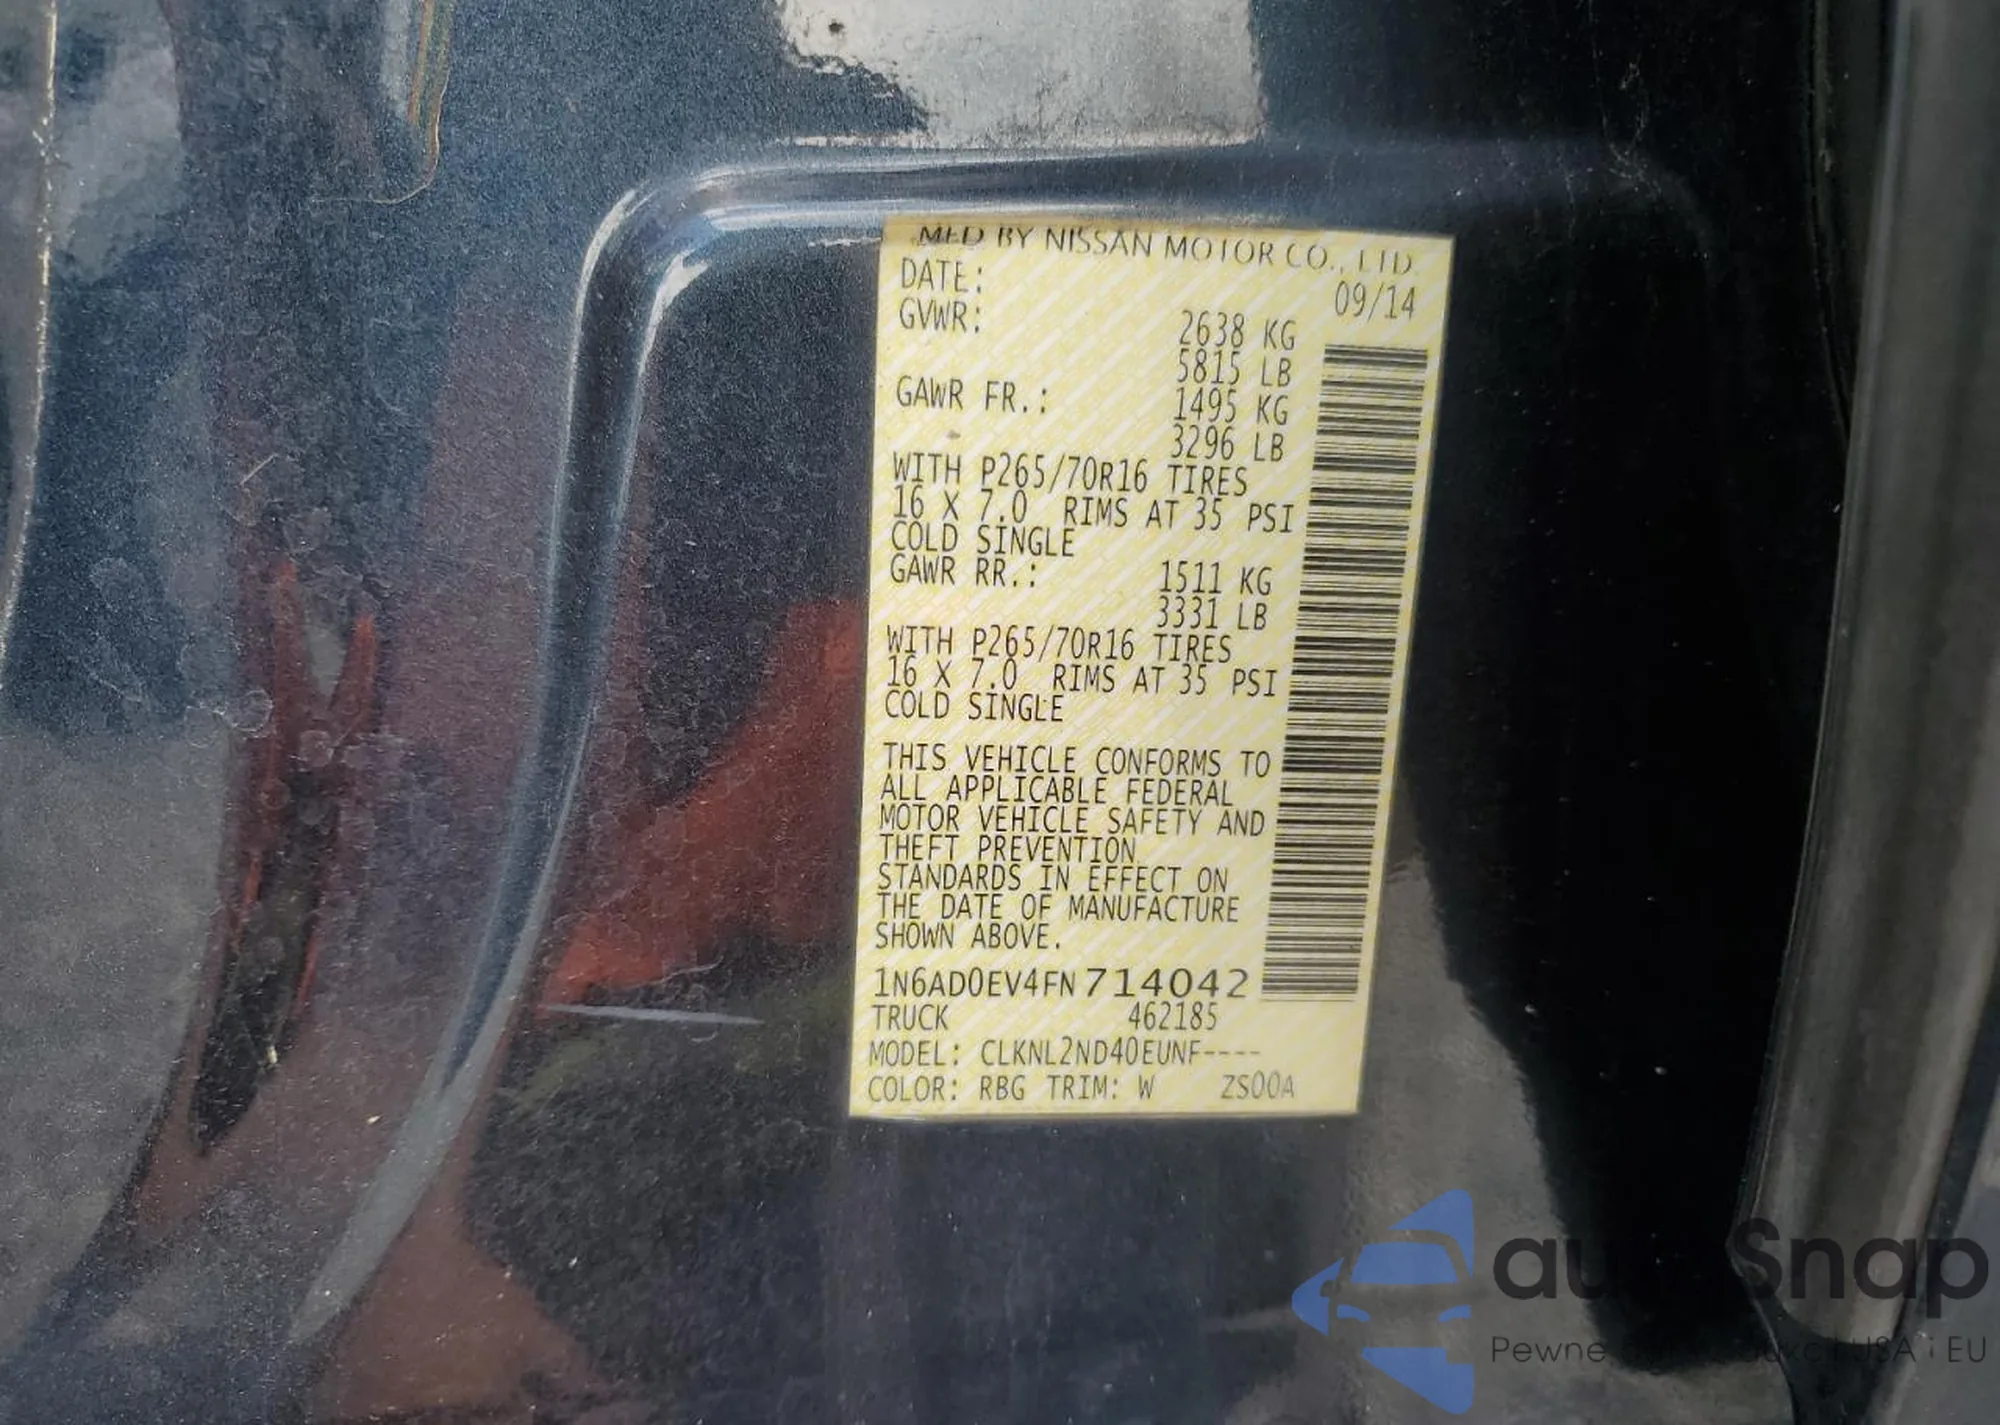 MFD BY NISSAN MOTOR CO., LTD.
DATE: 09/14
GVWR: 2638 KG
5815 LB
GAWR FR.: 1495 KG
3296 LB
WITH P265/70R16 TIRES
16 X 7.0 RIMS AT 35 PSI
COLD SINGLE
GAWR RR.: 1511 KG
3331 LB
WITH P265/70R16 TIRES
16 X 7.0 RIMS AT 35 PSI
COLD SINGLE
THIS VEHICLE CONFORMS TO
ALL APPLICABLE FEDERAL
MOTOR VEHICLE SAFETY AND
THEFT PREVENTION
STANDARDS IN EFFECT ON
THE DATE OF MANUFACTURE
SHOWN ABOVE.
1N6AD0EV4FN714042
TRUCK 462185
MODEL: CLKNL2ND40EUNF----
COLOR: RBG TRIM: W ZS00A
autoSnap
Pewne USA i EU